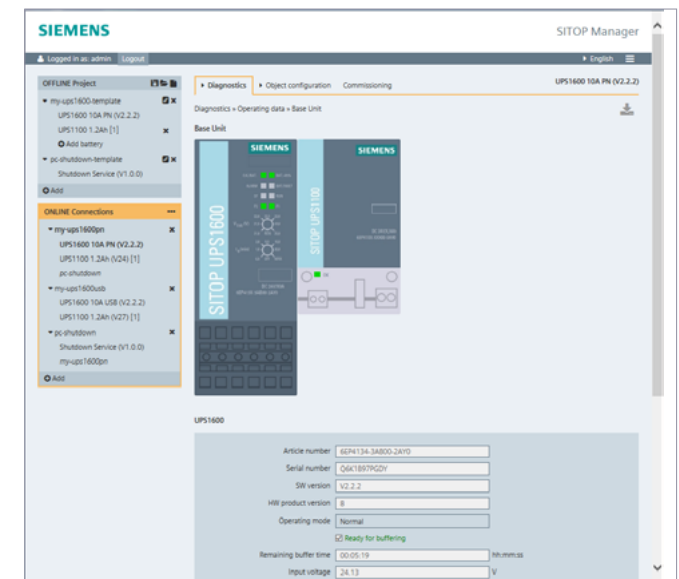 SIEMENS
SITOP Manager
Logged in as: admin Logout
English
OFFLINE Project
my-ups1600-template
UPS1600 10A PN (V2.2.2)
UPS1100 1.2Ah [1]
Add battery
pc-shutdown-template
Shutdown Service (V1.0.0)
Add
ONLINE Connections
my-ups1600pn
UPS1600 10A PN (V2.2.2)
UPS1100 1.2Ah (V24) [1]
pc-shutdown
my-ups1600usb
UPS1600 10A USB (V2.2.2)
UPS1100 1.2Ah (V27) [1]
pc-shutdown
Shutdown Service (V1.0.0)
my-ups1600pn
Add
Diagnostics Object configuration Commissioning
UPS1600 10A PN (V2.2.2)
Diagnostics » Operating data » Base Unit
Base Unit
SIEMENS
SITOP UPS1600
SIEMENS
SITOP UPS1100
UPS1600
Article number 6EP4134-3AB00-2AY0
Serial number Q6K1897PGDY
SW version V2.2.2
HW product version 8
Operating mode Normal
Ready for buffering
Remaining buffer time 00:05:19 hh:mm:ss
Input voltage 24.13 V